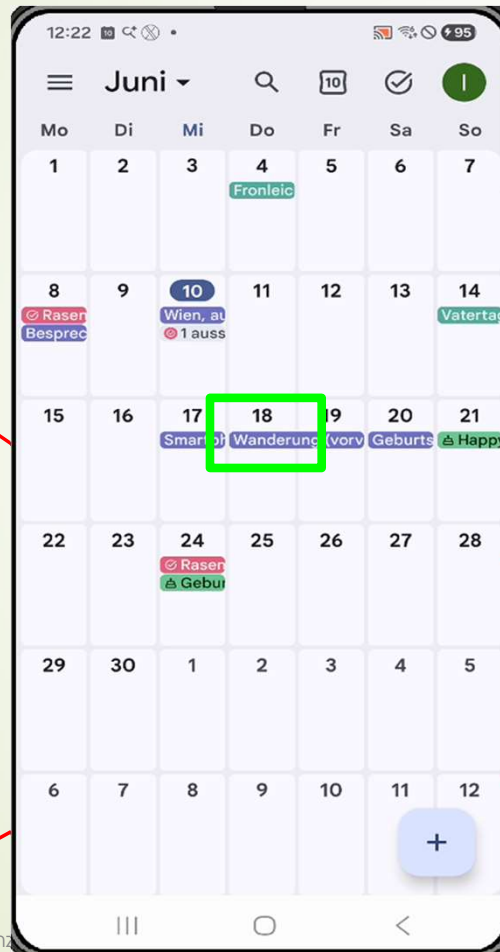 12:22
95
Juni
10
I
Mo Di Mi Do Fr Sa So
1 2 3 4 5 6 7
Fronleic
8 9 10 11 12 13 14
Rasen Wien, au Vatertag
Besprec 1 auss
15 16 17 18 19 20 21
Wanderung (vorv Geburts Happy
22 23 24 25 26 27 28
Rasen
Gebur
29 30 1 2 3 4 5
6 7 8 9 10 11 12
+